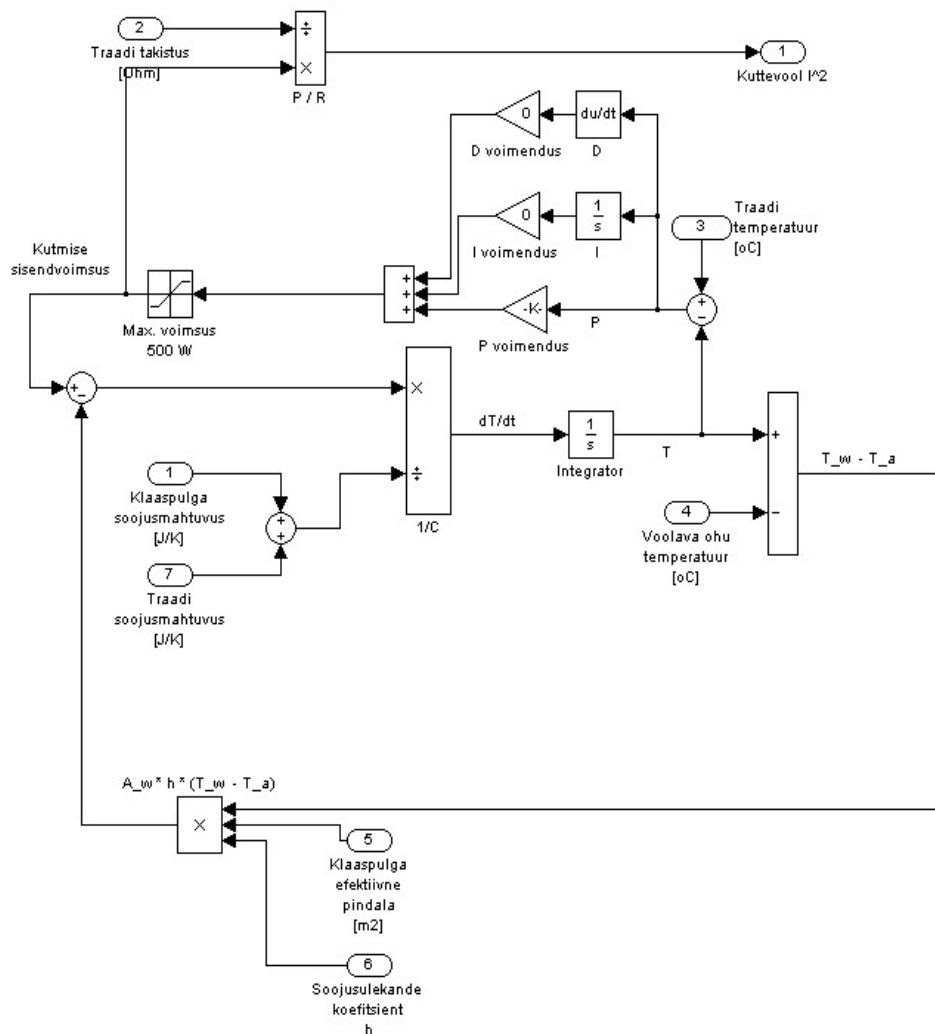 2
Traadi takistus
[Ohm]
÷
×
P / R
1
Kuttevool I^2
0
D voimendus
du/dt
D
0
I voimendus
1
s
I
3
Traadi
temperatuur
[oC]
Kutmise
sisendvoimsus
Max. voimsus
500 W
+
+
+
-K-
P voimendus
P
+
−
+
−
×
÷
1/C
dT/dt
1
s
Integrator
T
+
−
T_w - T_a
1
Klaaspulga
soojusmahtuvus
[J/K]
+
+
7
Traadi
soojusmahtuvus
[J/K]
4
Voolava ohu
temperatuur
[oC]
A_w * h * (T_w - T_a)
×
5
Klaaspulga
efektiivne
pindala
[m2]
6
Soojusulekande
koefitsient
h